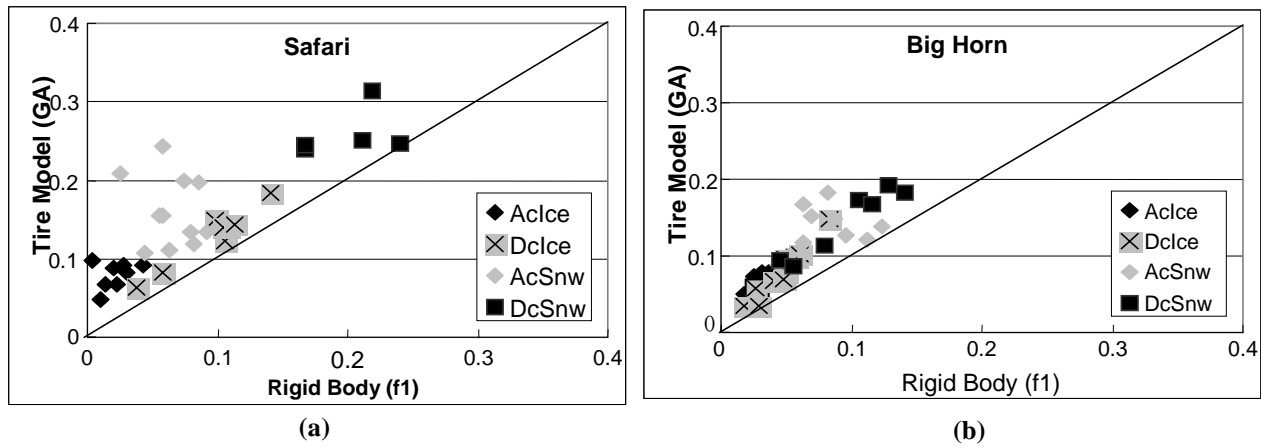 Safari
Tire Model (GA)
0.4
0.3
0.2
0.1
0
0
0.1
0.2
0.3
0.4
Rigid Body (f1)
AcIce
DcIce
AcSnw
DcSnw
(a)
Big Horn
Tire Model (GA)
0.4
0.3
0.2
0.1
0
0
0.1
0.2
0.3
0.4
Rigid Body (f1)
AcIce
DcIce
AcSnw
DcSnw
(b)